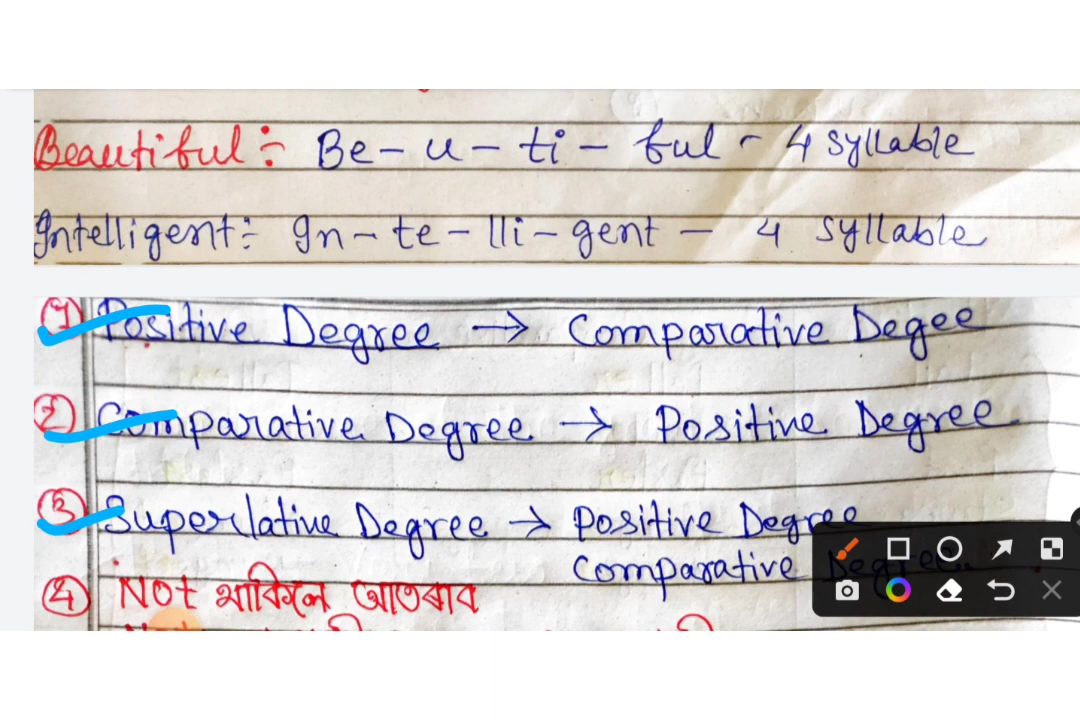 Beautiful:- Be-u-ti-ful - 4 syllable
Intelligent:- In-te-lli-gent - 4 syllable
1 Positive Degree → Comparative Degee
2 Comparative Degree → Positive Degree
3 Superlative Degree → Positive Degree
Comparative Degree.
4 Not থাকিলে আতৰাব